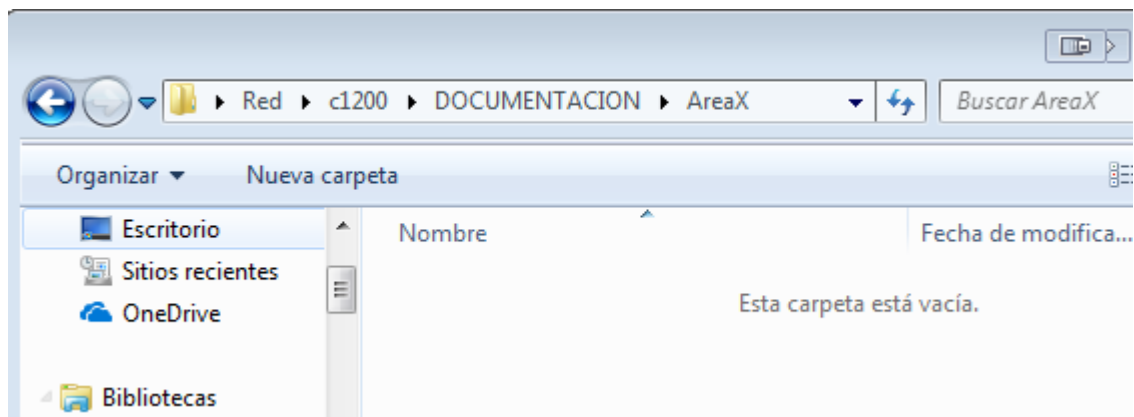 Red c1200 DOCUMENTACION AreaX Buscar AreaX
Organizar Nueva carpeta
Escritorio
Sitios recientes
OneDrive
Bibliotecas
Nombre Fecha de modifica...
Esta carpeta está vacía.